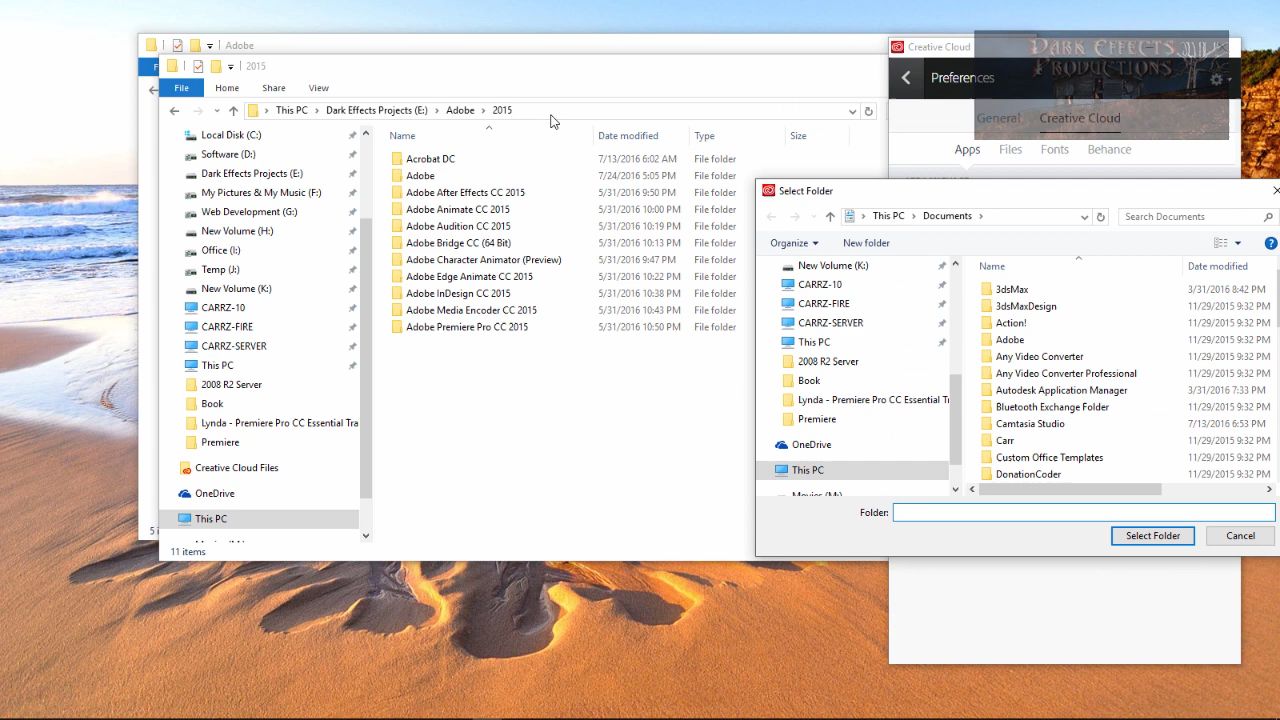 Adobe
2015
File
Home
Share
View
This PC
Dark Effects Projects (E:)
Adobe
2015
Local Disk (C:)
Software (D:)
Dark Effects Projects (E:)
My Pictures & My Music (F:)
Web Development (G:)
New Volume (H:)
Office (I:)
Temp (J:)
New Volume (K:)
CARRZ-10
CARRZ-FIRE
CARRZ-SERVER
This PC
2008 R2 Server
Book
Lynda - Premiere Pro CC Essential Tra
Premiere
Creative Cloud Files
OneDrive
This PC
11 items
Name Date modified Type Size
Acrobat DC 7/13/2016 6:02 AM File folder
Adobe 7/24/2016 5:05 PM File folder
Adobe After Effects CC 2015 5/31/2016 9:50 PM File folder
Adobe Animate CC 2015 5/31/2016 10:00 PM File folder
Adobe Audition CC 2015 5/31/2016 10:19 PM File folder
Adobe Bridge CC (64 Bit) 5/31/2016 10:13 PM File folder
Adobe Character Animator (Preview) 5/31/2016 9:47 PM File folder
Adobe Edge Animate CC 2015 5/31/2016 10:22 PM File folder
Adobe InDesign CC 2015 5/31/2016 10:38 PM File folder
Adobe Media Encoder CC 2015 5/31/2016 10:43 PM File folder
Adobe Premiere Pro CC 2015 5/31/2016 10:50 PM File folder
Creative Cloud
DARK EFFECTS
PRODUCTIONS
Preferences
General
Creative Cloud
Apps
Files
Fonts
Behance
Select Folder
This PC
Documents
Search Documents
Organize
New folder
New Volume (K:)
CARRZ-10
CARRZ-FIRE
CARRZ-SERVER
This PC
2008 R2 Server
Book
Lynda - Premiere Pro CC Essential Tr
Premiere
OneDrive
This PC
Name Date modified
3dsMax 3/31/2016 8:42 PM
3dsMaxDesign 11/29/2015 9:32 PM
Action! 11/29/2015 9:32 PM
Adobe 11/29/2015 9:32 PM
Any Video Converter 11/29/2015 9:32 PM
Any Video Converter Professional 11/29/2015 9:32 PM
Autodesk Application Manager 3/31/2016 7:33 PM
Bluetooth Exchange Folder 11/29/2015 9:32 PM
Camtasia Studio 7/13/2016 6:53 PM
Carr 11/29/2015 9:32 PM
Custom Office Templates 11/29/2015 9:32 PM
DonationCoder 11/29/2015 9:32 PM
Folder:
Select Folder
Cancel